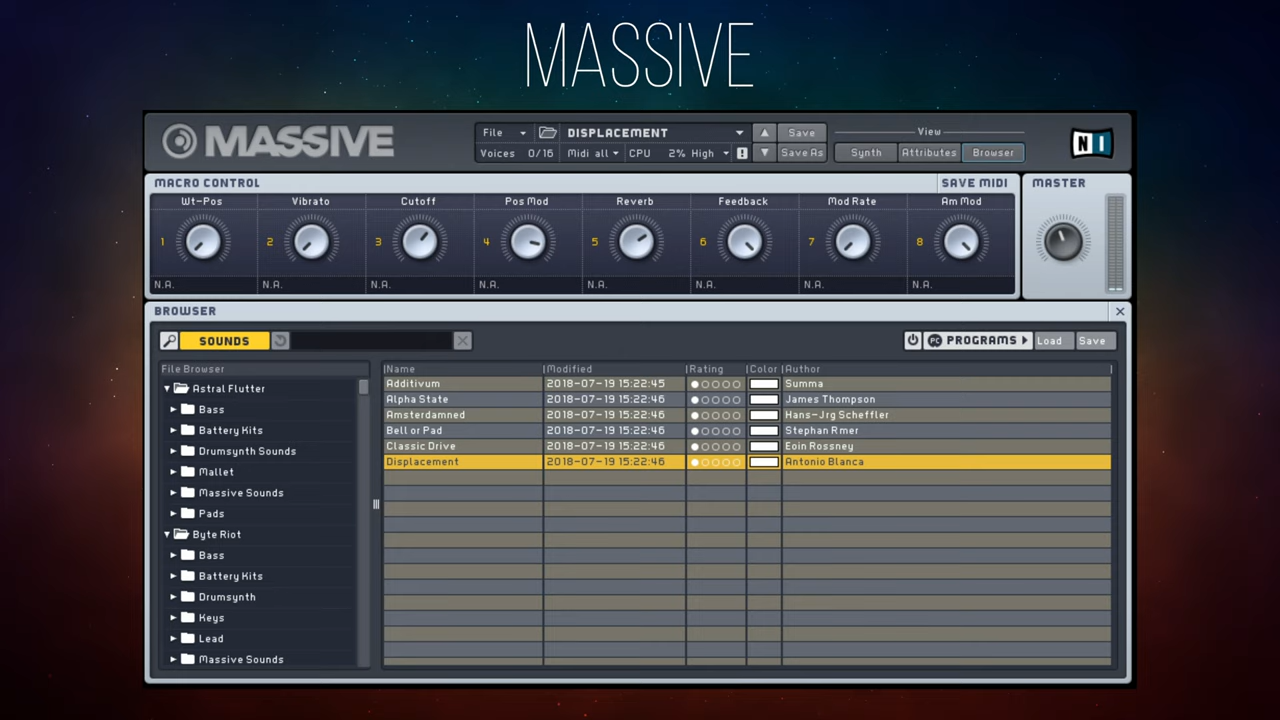 MASSIVE
MASSIVE
File DISPLACEMENT Save View
Voices 0/16 Midi all CPU 2% High Save As Synth Attributes Browser NI
MACRO CONTROL SAVE MIDI MASTER
Wt-Pos Vibrato Cutoff Pos Mod Reverb Feedback Mod Rate Am Mod
1 2 3 4 5 6 7 8
N.A. N.A. N.A. N.A. N.A. N.A. N.A. N.A.
BROWSER
SOUNDS PC PROGRAMS Load Save
File Browser Name Modified Rating Color Author
Astral Flutter
Bass
Battery Kits
Drumsynth Sounds
Mallet
Massive Sounds
Pads
Byte Riot
Bass
Battery Kits
Drumsynth
Keys
Lead
Massive Sounds
Additivum 2018-07-19 15:22:45 Summa
Alpha State 2018-07-19 15:22:46 James Thompson
Amsterdamned 2018-07-19 15:22:46 Hans-Jrg Scheffler
Bell or Pad 2018-07-19 15:22:46 Stephan R mer
Classic Drive 2018-07-19 15:22:46 Eoin Rossney
Displacement 2018-07-19 15:22:46 Antonio Blanca